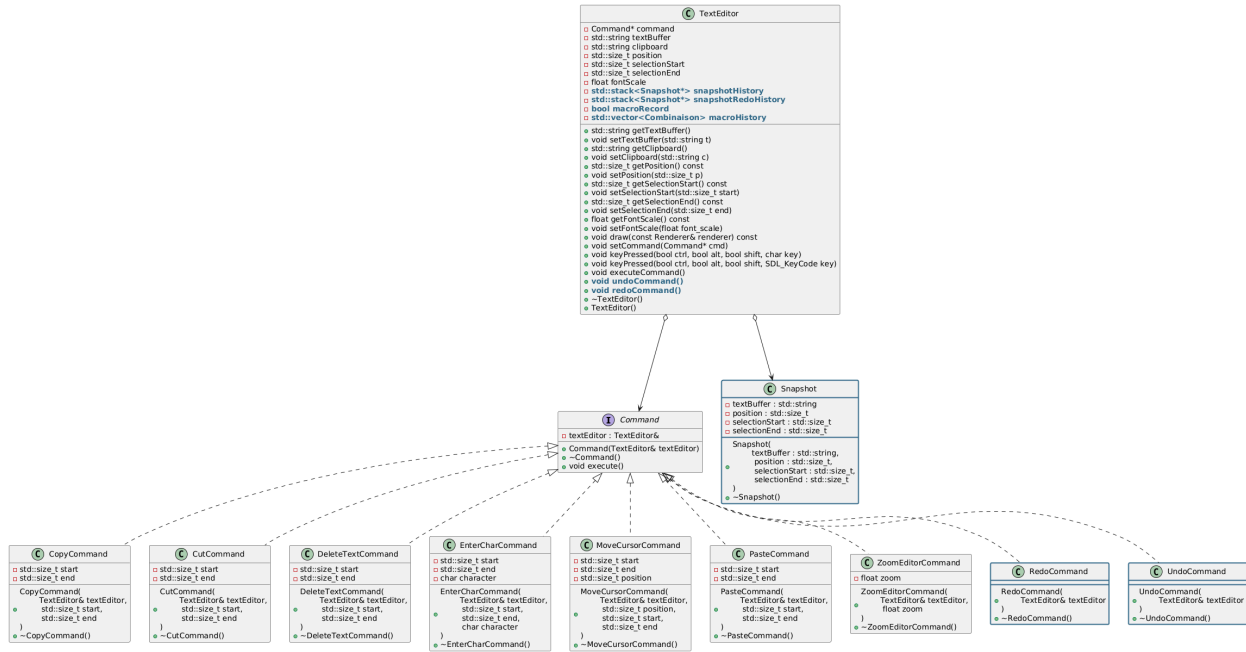 C TextEditor
Command* command
std::string textBuffer
std::string clipboard
std::size_t position
std::size_t selectionStart
std::size_t selectionEnd
float fontScale
std::stack<Snapshot*> snapshotHistory
std::stack<Snapshot*> snapshotRedoHistory
bool macroRecord
std::vector<Combinaison> macroHistory
std::string getTextBuffer()
void setTextBuffer(std::string t)
std::string getClipboard()
void setClipboard(std::string c)
std::size_t getPosition() const
void setPosition(std::size_t p)
std::size_t getSelectionStart() const
void setSelectionStart(std::size_t start)
std::size_t getSelectionEnd() const
void setSelectionEnd(std::size_t end)
float getFontScale() const
void setFontScale(float font_scale)
void draw(const Renderer& renderer) const
void setCommand(Command* cmd)
void keyPressed(bool ctrl, bool alt, bool shift, char key)
void keyPressed(bool ctrl, bool alt, bool shift, SDL_KeyCode key)
void executeCommand()
void undoCommand()
void redoCommand()
~TextEditor()
TextEditor()
I Command
textEditor : TextEditor&
Command(TextEditor& textEditor)
~Command()
void execute()
C Snapshot
textBuffer : std::string
position : std::size_t
selectionStart : std::size_t
selectionEnd : std::size_t
Snapshot(
textBuffer : std::string,
position : std::size_t,
selectionStart : std::size_t,
selectionEnd : std::size_t
)
~Snapshot()
C CopyCommand
std::size_t start
std::size_t end
CopyCommand(
TextEditor& textEditor,
std::size_t start,
std::size_t end
)
~CopyCommand()
C CutCommand
std::size_t start
std::size_t end
CutCommand(
TextEditor& textEditor,
std::size_t start,
std::size_t end
)
~CutCommand()
C DeleteTextCommand
std::size_t start
std::size_t end
DeleteTextCommand(
TextEditor& textEditor,
std::size_t start,
std::size_t end
)
~DeleteTextCommand()
C EnterCharCommand
std::size_t start
std::size_t end
char character
EnterCharCommand(
TextEditor& textEditor,
std::size_t start,
std::size_t end,
char character
)
~EnterCharCommand()
C MoveCursorCommand
std::size_t start
std::size_t end
std::size_t position
MoveCursorCommand(
TextEditor& textEditor,
std::size_t position,
std::size_t start,
std::size_t end
)
~MoveCursorCommand()
C PasteCommand
std::size_t start
std::size_t end
PasteCommand(
TextEditor& textEditor,
std::size_t start,
std::size_t end
)
~PasteCommand()
C ZoomEditorCommand
float zoom
ZoomEditorCommand(
TextEditor& textEditor,
float zoom
)
~ZoomEditorCommand()
C RedoCommand
RedoCommand(
TextEditor& textEditor
)
~RedoCommand()
C UndoCommand
UndoCommand(
TextEditor& textEditor
)
~UndoCommand()